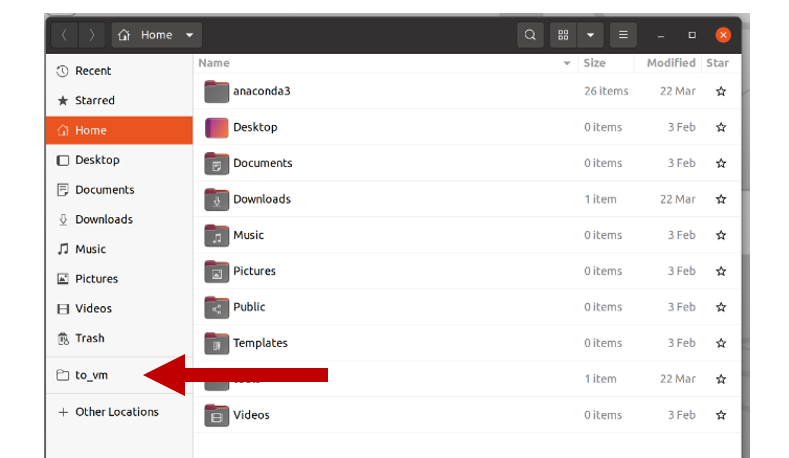 Home
Name Size Modified Star
Recent
Starred
Home
Desktop
Documents
Downloads
Music
Pictures
Videos
Trash
to_vm
+ Other Locations
anaconda3 26 items 22 Mar
Desktop 0 items 3 Feb
Documents 0 items 3 Feb
Downloads 1 item 22 Mar
Music 0 items 3 Feb
Pictures 0 items 3 Feb
Public 0 items 3 Feb
Templates 0 items 3 Feb
1 item 22 Mar
Videos 0 items 3 Feb